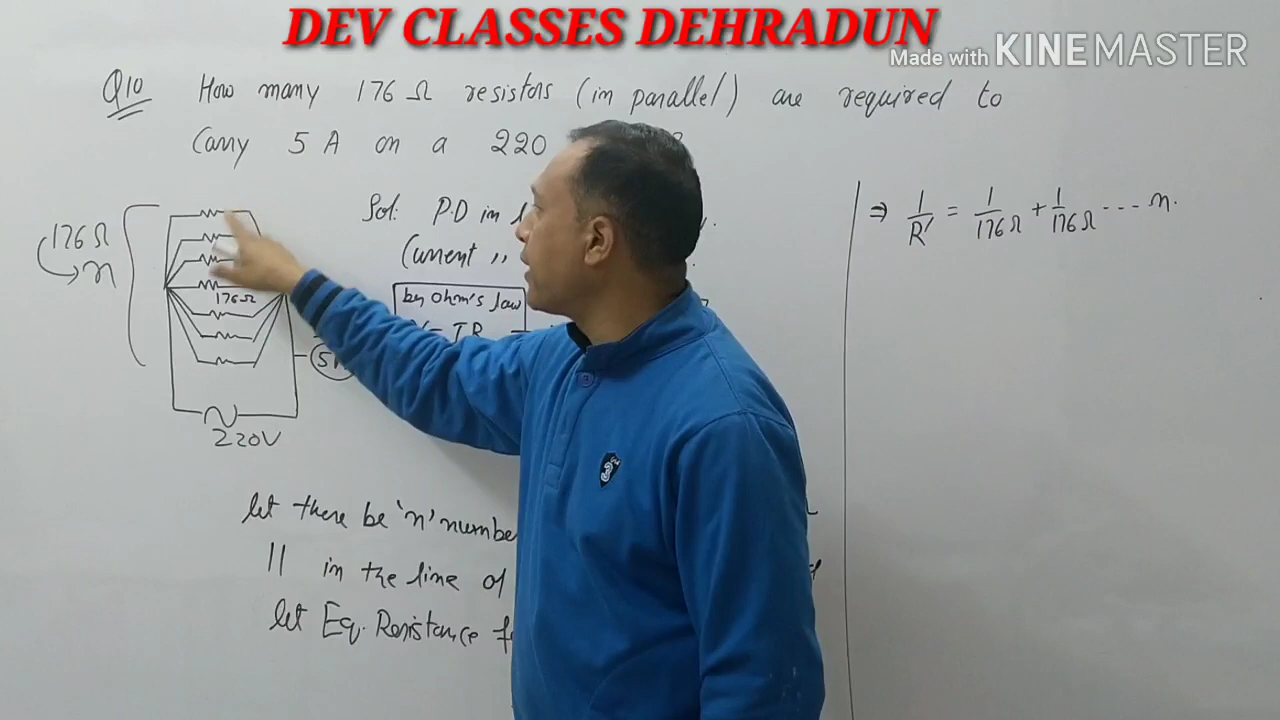 DEV CLASSES DEHRADUN
Made with KINEMASTER
Q10 How many 176 Ω resistors (in parallel) are required to
Carry 5 A on a 220
176 Ω
n
176Ω
220V
Sol: P.D in
Current ,,
by Ohm's law
V = I R
let there be 'n' number
|| in the line of
let Eq. Resistance
⇒ 1/R' = 1/176Ω + 1/176Ω --- n.